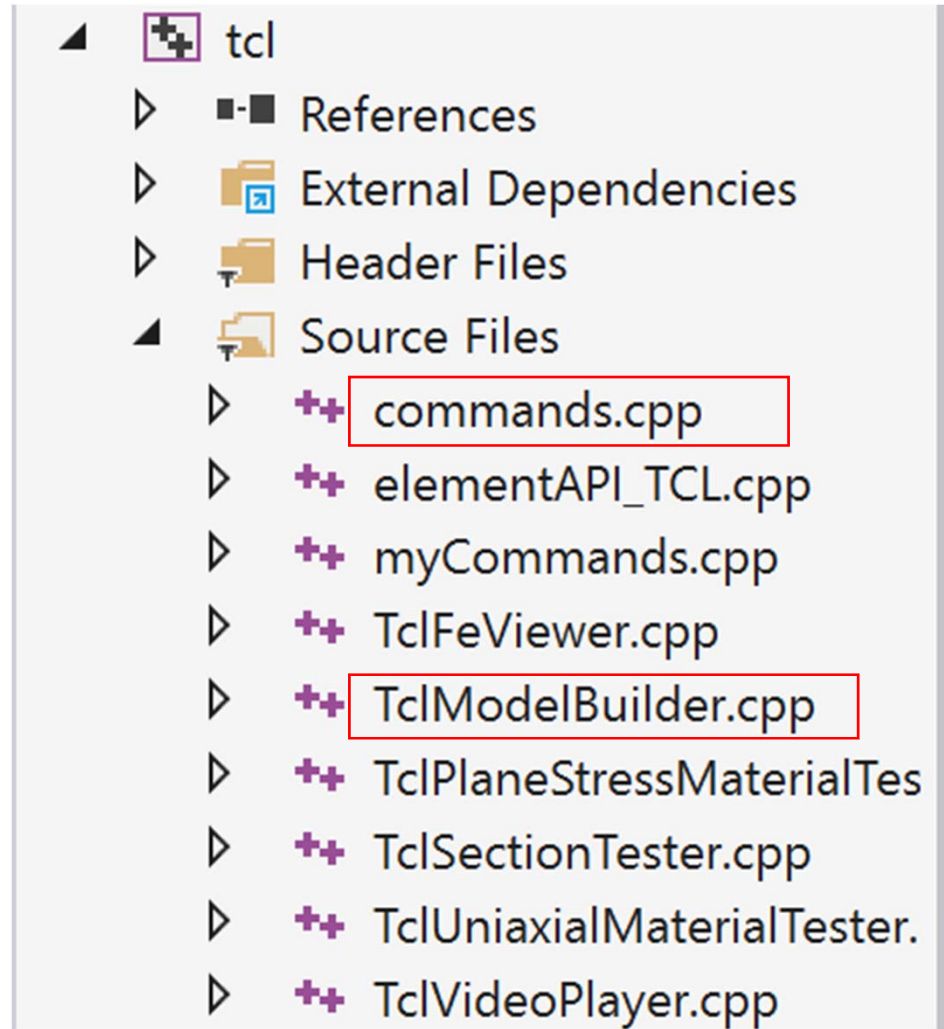 tcl
References
External Dependencies
Header Files
Source Files
commands.cpp
elementAPI_TCL.cpp
myCommands.cpp
TclFeViewer.cpp
TclModelBuilder.cpp
TclPlaneStressMaterialTes
TclSectionTester.cpp
TclUniaxialMaterialTester.
TclVideoPlayer.cpp